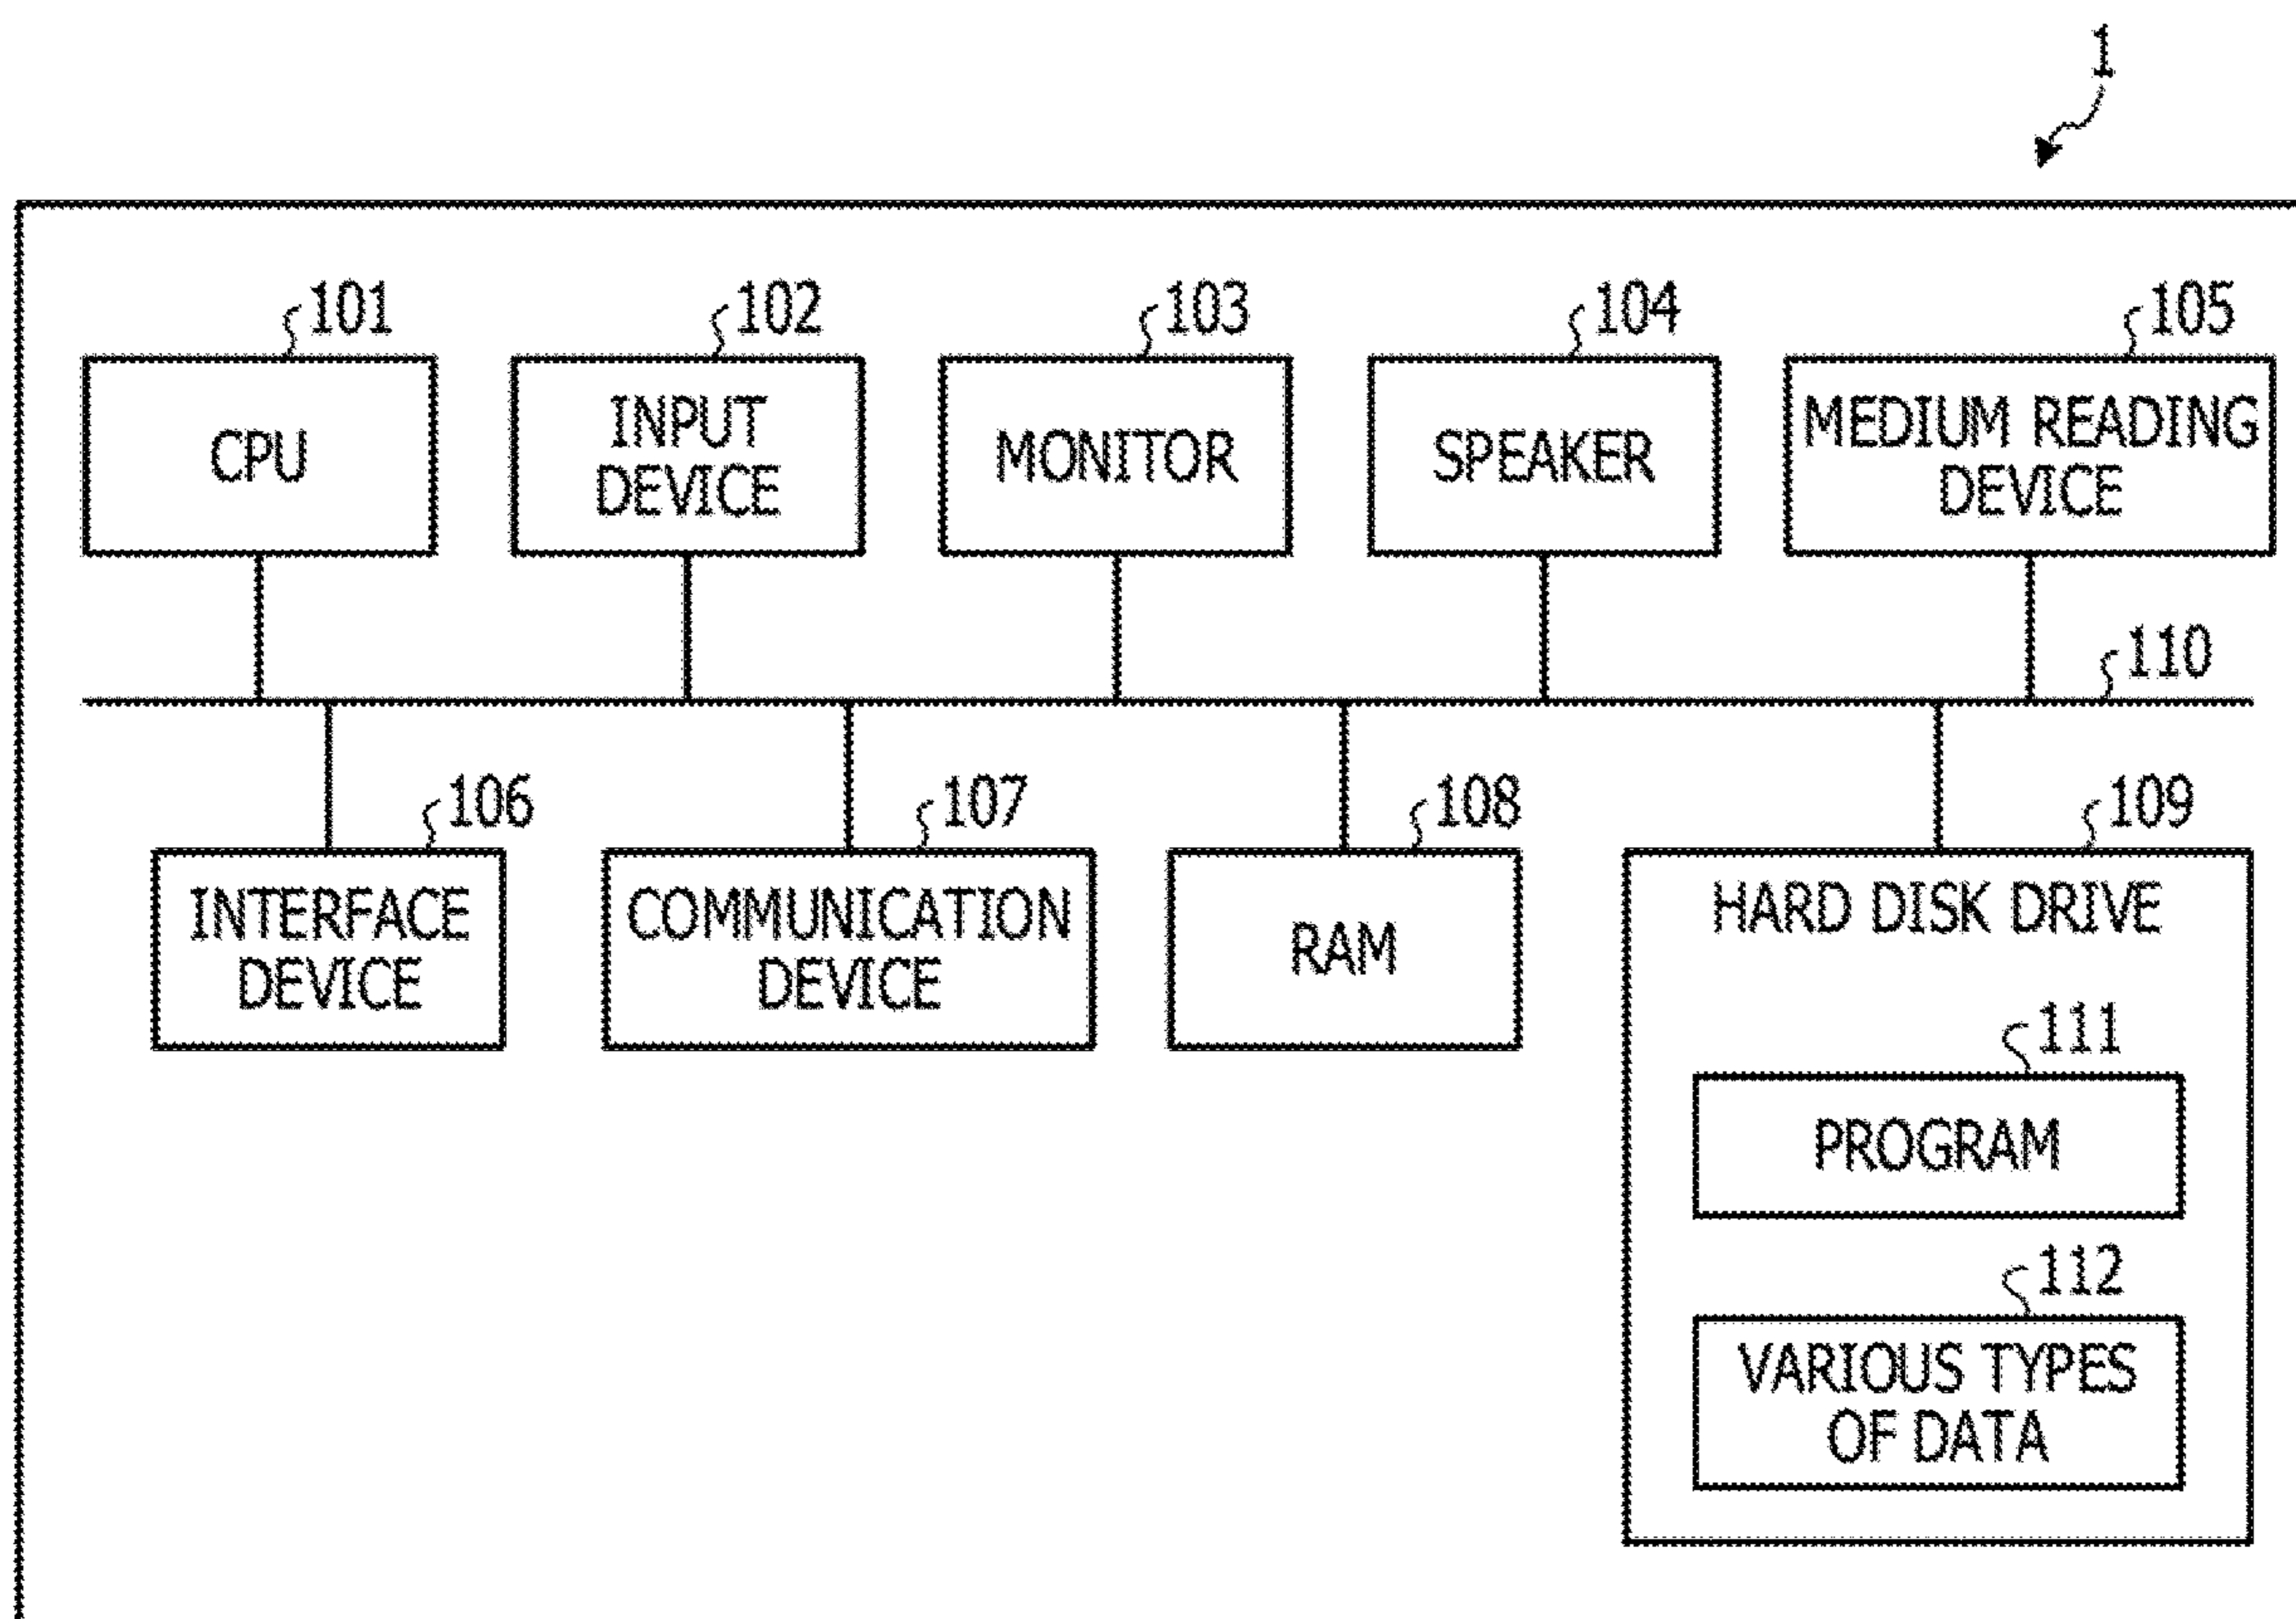 1
101
102
103
104
105
CPU
INPUT
DEVICE
MONITOR
SPEAKER
MEDIUM READING
DEVICE
110
106
107
108
109
INTERFACE
DEVICE
COMMUNICATION
DEVICE
RAM
HARD DISK DRIVE
111
PROGRAM
112
VARIOUS TYPES
OF DATA